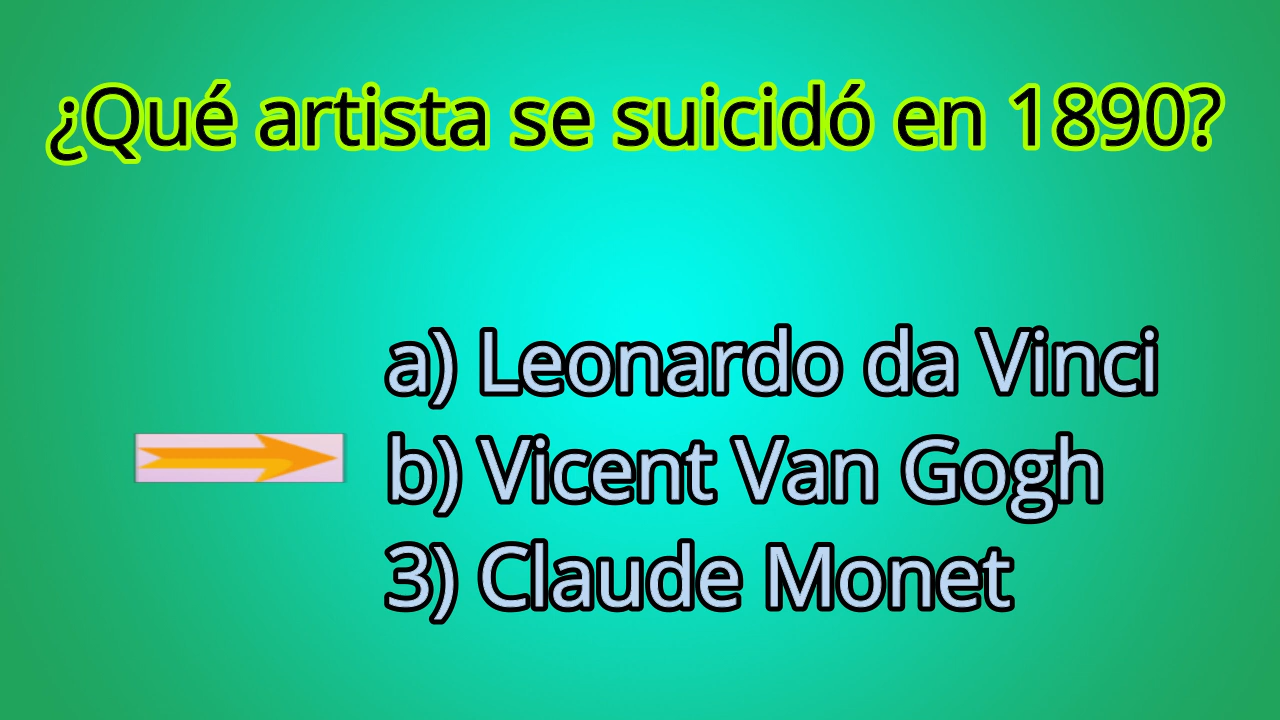 ¿Qué artista se suicidó en 1890?
a) Leonardo da Vinci
b) Vicent Van Gogh
3) Claude Monet